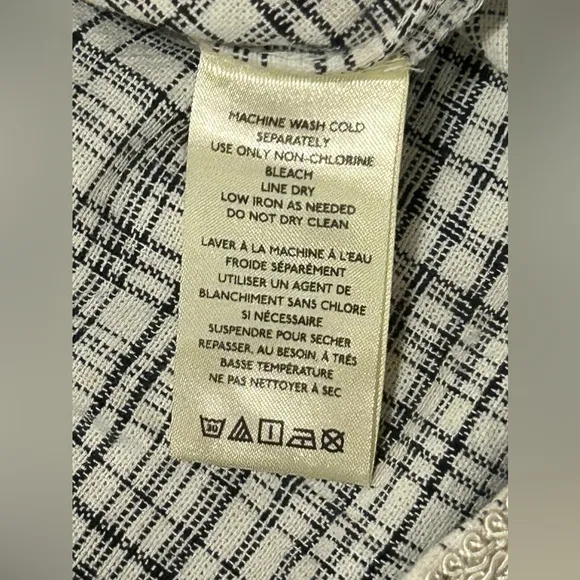 MACHINE WASH COLD
SEPARATELY
USE ONLY NON-CHLORINE
BLEACH
LINE DRY
LOW IRON AS NEEDED
DO NOT DRY CLEAN
LAVER À LA MACHINE À L'EAU
FROIDE SÉPARÉMENT
UTILISER UN AGENT DE
BLANCHIMENT SANS CHLORE
SI NÉCESSAIRE
SUSPENDRE POUR SECHER
REPASSER, AU BESOIN, À TRÉS
BASSE TEMPÉRATURE
NE PAS NETTOYER À SEC
30